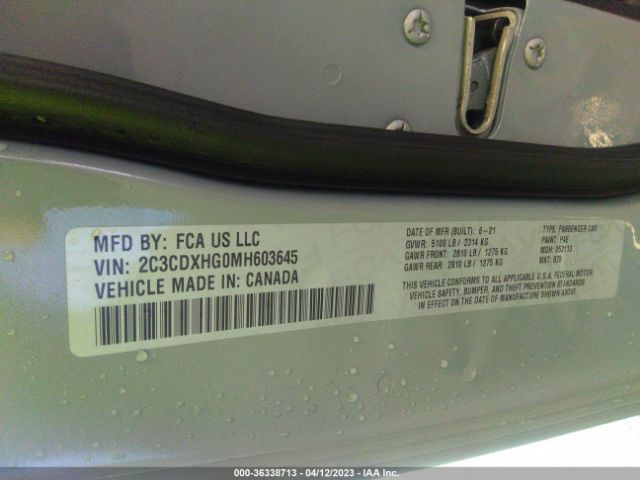 MFD BY: FCA US LLC
VIN: 2C3CDXHG0MH603645
VEHICLE MADE IN: CANADA
DATE OF MFR (BUILT): 6-21
GVWR: 5100 LB / 2314 KG
GAWR FRONT: 2810 LB / 1275 KG
GAWR REAR: 2810 LB / 1275 KG
TYPE: PASSENGER CAR
PAINT: PAE
MDH: 053113
MKT: 876
THIS VEHICLE CONFORMS TO ALL APPLICABLE U.S.A. FEDERAL MOTOR
VEHICLE SAFETY, BUMPER, AND THEFT PREVENTION STANDARDS
IN EFFECT ON THE DATE OF MANUFACTURE SHOWN ABOVE.
000-36338713 - 04/12/2023 - IAA Inc.